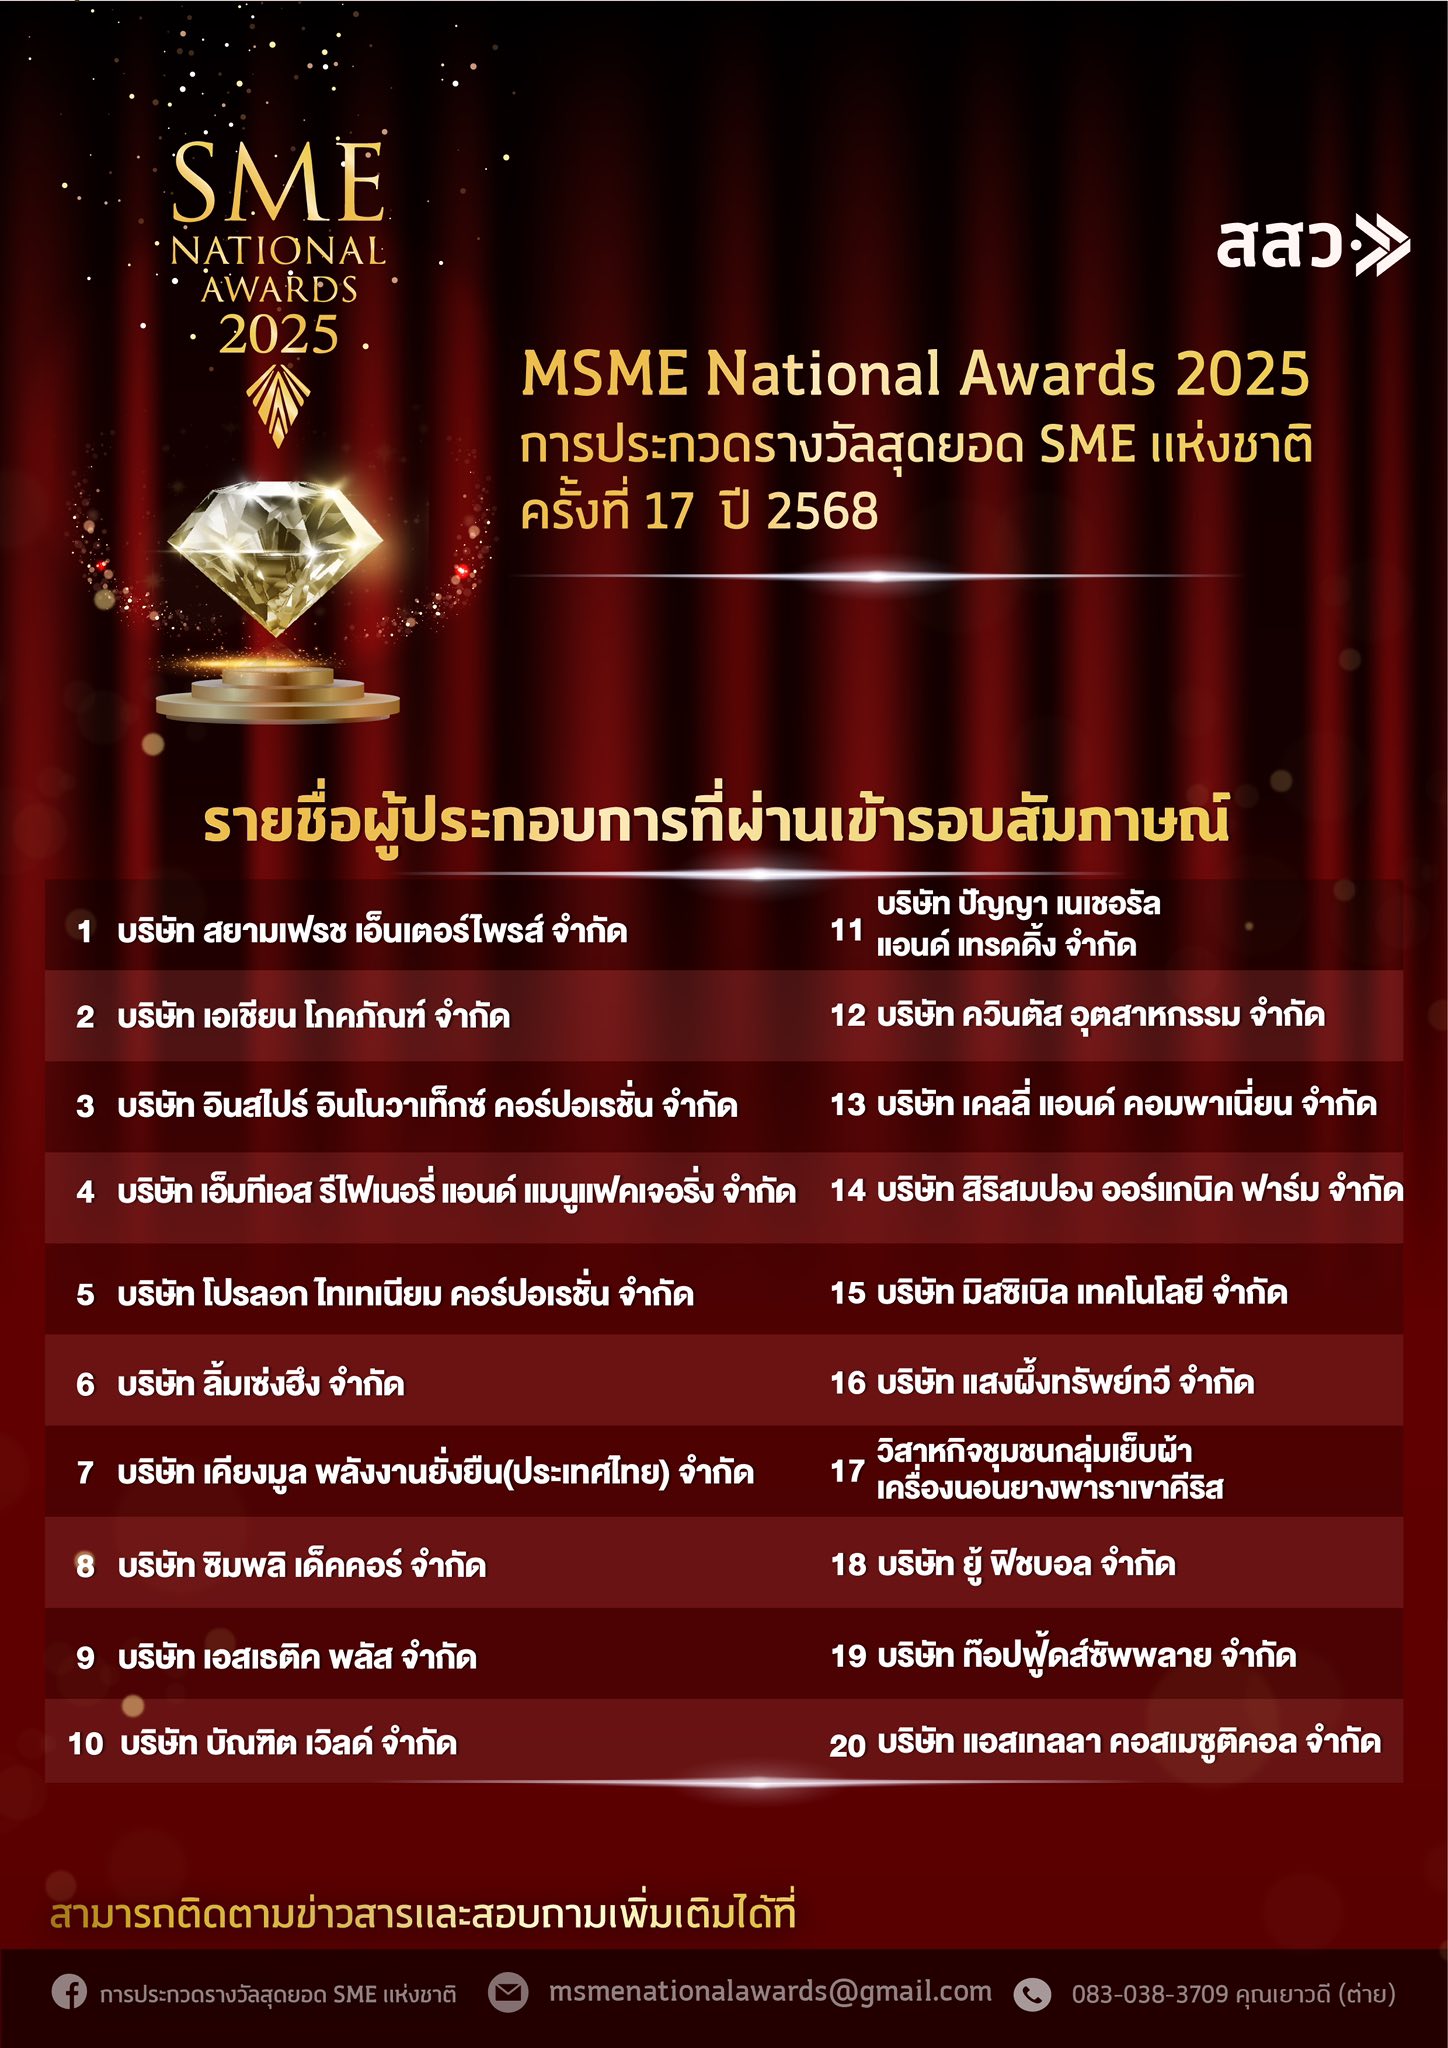 SME
NATIONAL
AWARDS
2025
สสว.
MSME National Awards 2025
การประกวดรางวัลสุดยอด SME แห่งชาติ
ครั้งที่ 17 ปี 2568
รายชื่อผู้ประกอบการที่ผ่านเข้ารอบสัมภาษณ์
1 บริษัท สยามเฟรช เอ็นเตอร์ไพรส์ จำกัด
2 บริษัท เอเชียน โภคภัณฑ์ จำกัด
3 บริษัท อินสไปร์ อินโนวาเท็กซ์ คอร์ปอเรชั่น จำกัด
4 บริษัท เอ็มทีเอส รีไฟเนอรี่ แอนด์ แมนูแฟคเจอริ่ง จำกัด
5 บริษัท โปรลอก ไทเทเนียม คอร์ปอเรชั่น จำกัด
6 บริษัท ลิ้มเซ่งฮึง จำกัด
7 บริษัท เคียงมูล พลังงานยั่งยืน(ประเทศไทย) จำกัด
8 บริษัท ซิมพลิ เด็คคอร์ จำกัด
9 บริษัท เอสเธติค พลัส จำกัด
10 บริษัท บัณฑิต เวิลด์ จำกัด
11 บริษัท ปัญญา เนเชอรัล
แอนด์ เทรดดิ้ง จำกัด
12 บริษัท ควินตัส อุตสาหกรรม จำกัด
13 บริษัท เคลลี่ แอนด์ คอมพาเนี่ยน จำกัด
14 บริษัท สิริสมปอง ออร์แกนิค ฟาร์ม จำกัด
15 บริษัท มิสซิเบิล เทคโนโลยี จำกัด
16 บริษัท แสงผึ้งทรัพย์ทวี จำกัด
17 วิสาหกิจชุมชนกลุ่มเย็บผ้า
เครื่องนอนยางพาราเขาคีริส
18 บริษัท ยู้ ฟิชบอล จำกัด
19 บริษัท ท๊อปฟู้ดส์ซัพพลาย จำกัด
20 บริษัท แอสเทลลา คอสเมซูติคอล จำกัด
สามารถติดตามข่าวสารและสอบถามเพิ่มเติมได้ที่
การประกวดรางวัลสุดยอด SME แห่งชาติ msmenationalawards@gmail.com 083-038-3709 คุณเยาวดี (ต่าย)